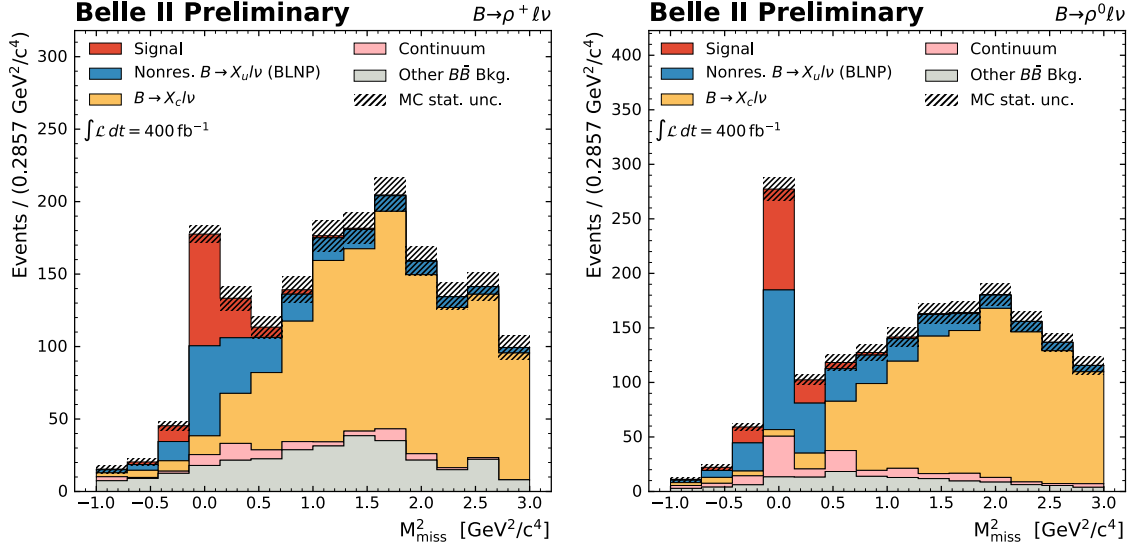 Belle II Preliminary B→ρ⁺ℓν
Events / (0.2857 GeV²/c⁴)
300
250
200
150
100
50
0
Signal
Nonres. B→Xᵤlν (BLNP)
B→X_clν
Continuum
Other BB̄ Bkg.
MC stat. unc.
∫ℒ dt = 400 fb⁻¹
−1.0 −0.5 0.0 0.5 1.0 1.5 2.0 2.5 3.0
M²miss [GeV²/c⁴]
Belle II Preliminary B→ρ⁰ℓν
Events / (0.2857 GeV²/c⁴)
400
350
300
250
200
150
100
50
0
Signal
Nonres. B→Xᵤlν (BLNP)
B→X_clν
Continuum
Other BB̄ Bkg.
MC stat. unc.
∫ℒ dt = 400 fb⁻¹
−1.0 −0.5 0.0 0.5 1.0 1.5 2.0 2.5 3.0
M²miss [GeV²/c⁴]